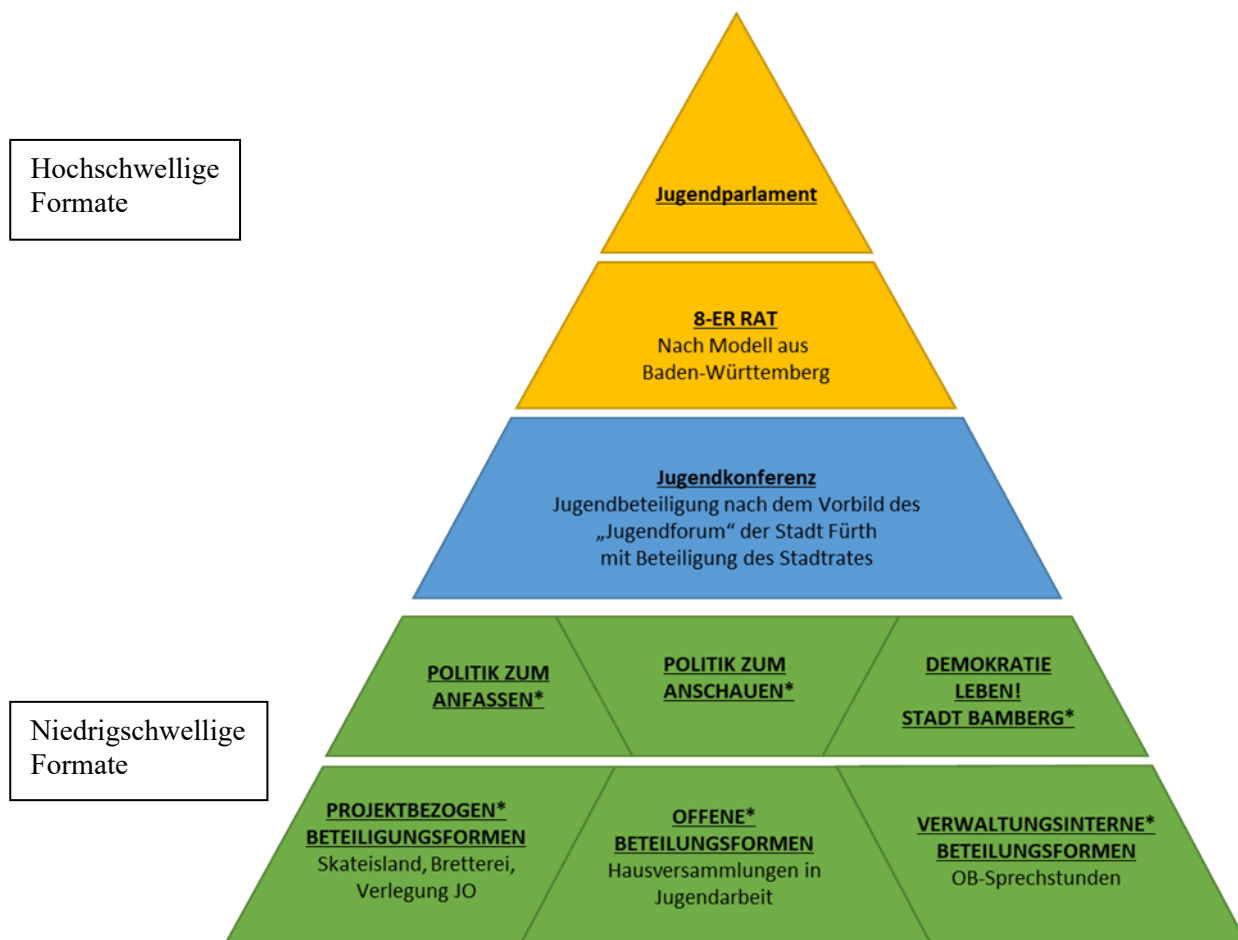 Hochschwellige
Formate
Jugendparlament
8-ER RAT
Nach Modell aus
Baden-Württemberg
Jugendkonferenz
Jugendbeteiligung nach dem Vorbild des
„Jugendforum“ der Stadt Fürth
mit Beteiligung des Stadtrates
POLITIK ZUM
ANFASSEN*
POLITIK ZUM
ANSCHAUEN*
DEMOKRATIE
LEBEN!
STADT BAMBERG*
Niedrigschwellige
Formate
PROJEKTBEZOGEN*
BETEILIGUNGSFORMEN
Skateisland, Bretterei,
Verlegung JO
OFFENE*
BETEILUNGSFORMEN
Hausversammlungen in
Jugendarbeit
VERWALTUNGSINTERNE*
BETEILUNGSFORMEN
OB-Sprechstunden